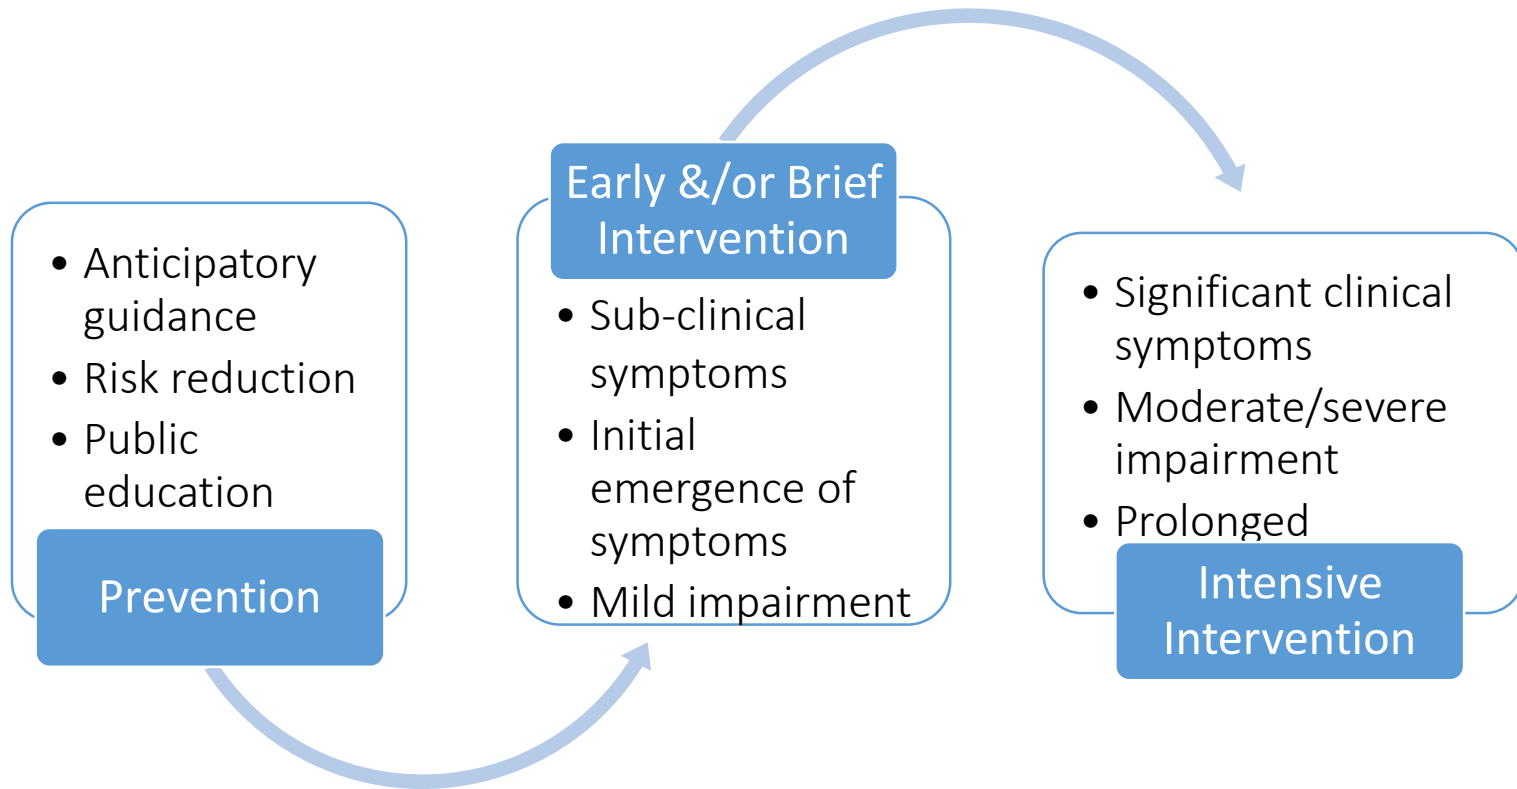 • Anticipatory
guidance
• Risk reduction
• Public
education
Prevention
Early &/or Brief
Intervention
• Sub-clinical
symptoms
• Initial
emergence of
symptoms
• Mild impairment
• Significant clinical
symptoms
• Moderate/severe
impairment
• Prolonged
Intensive
Intervention